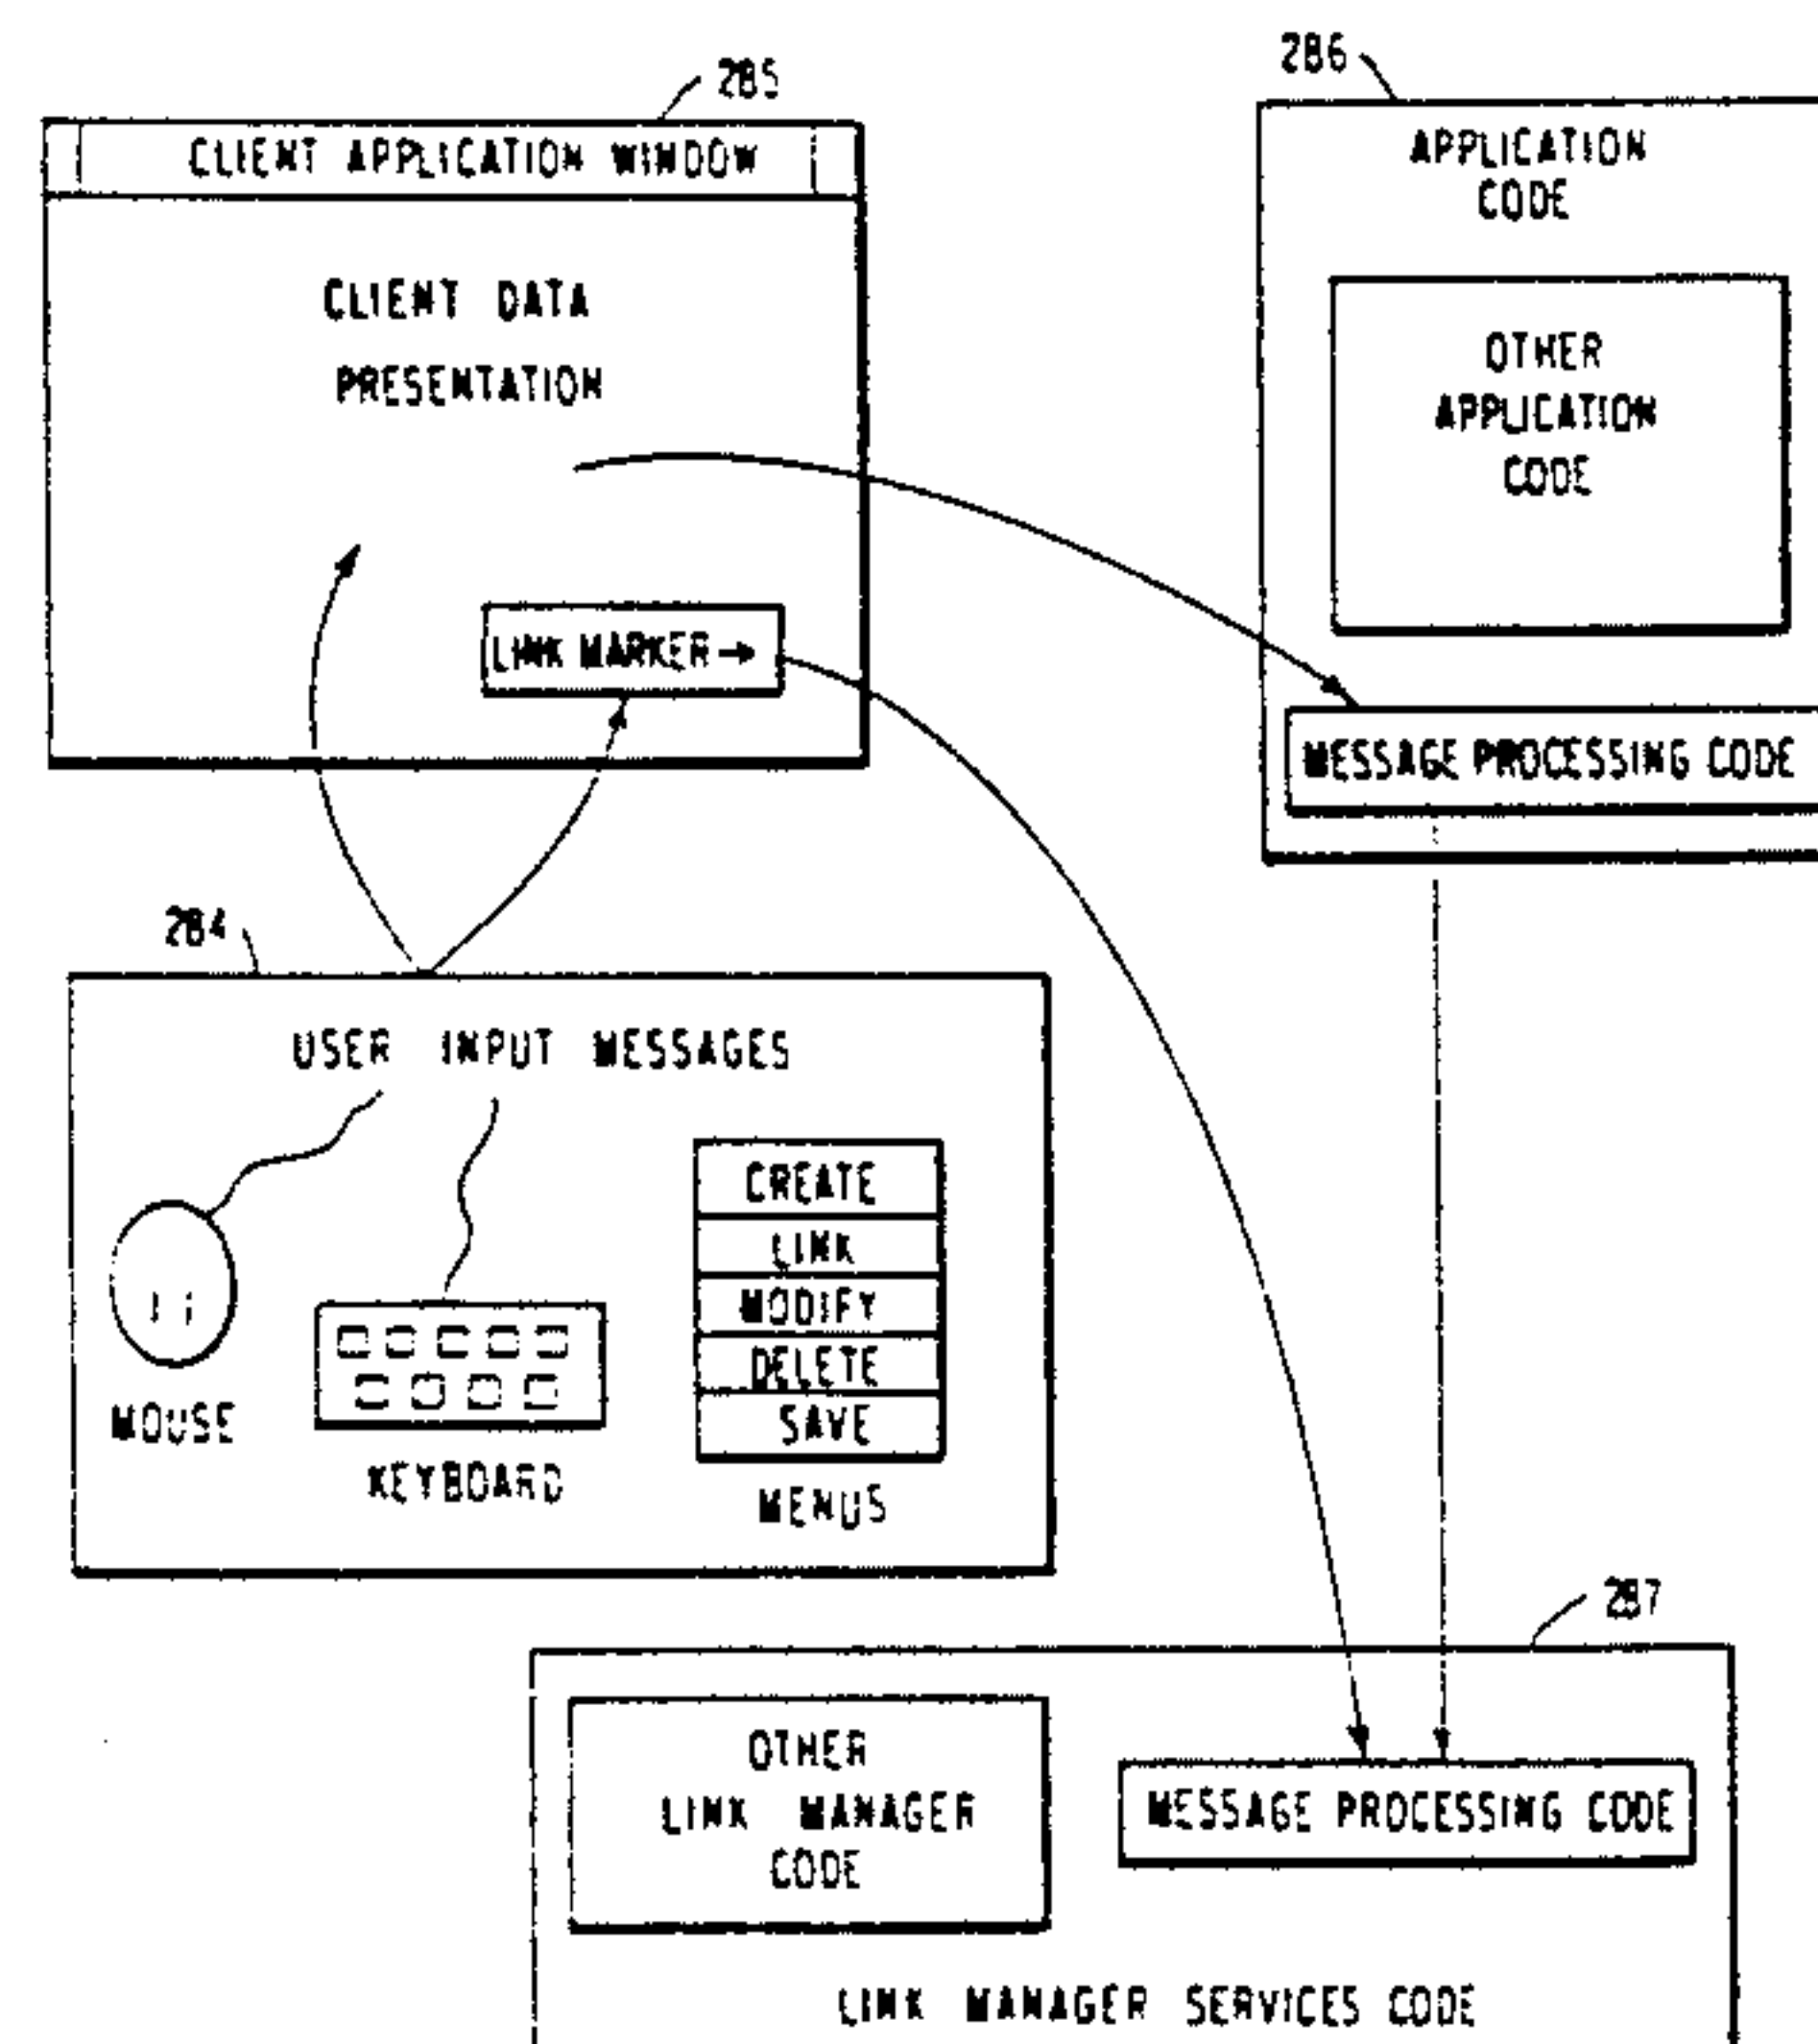 285
CLIENT APPLICATION WINDOW
CLIENT DATA
PRESENTATION
LINK MARKER →
286
APPLICATION
CODE
OTHER
APPLICATION
CODE
MESSAGE PROCESSING CODE
284
USER INPUT MESSAGES
MOUSE
KEYBOARD
CREATE
LINK
MODIFY
DELETE
SAVE
MENUS
287
OTHER
LINK MANAGER
CODE
MESSAGE PROCESSING CODE
LINK MANAGER SERVICES CODE